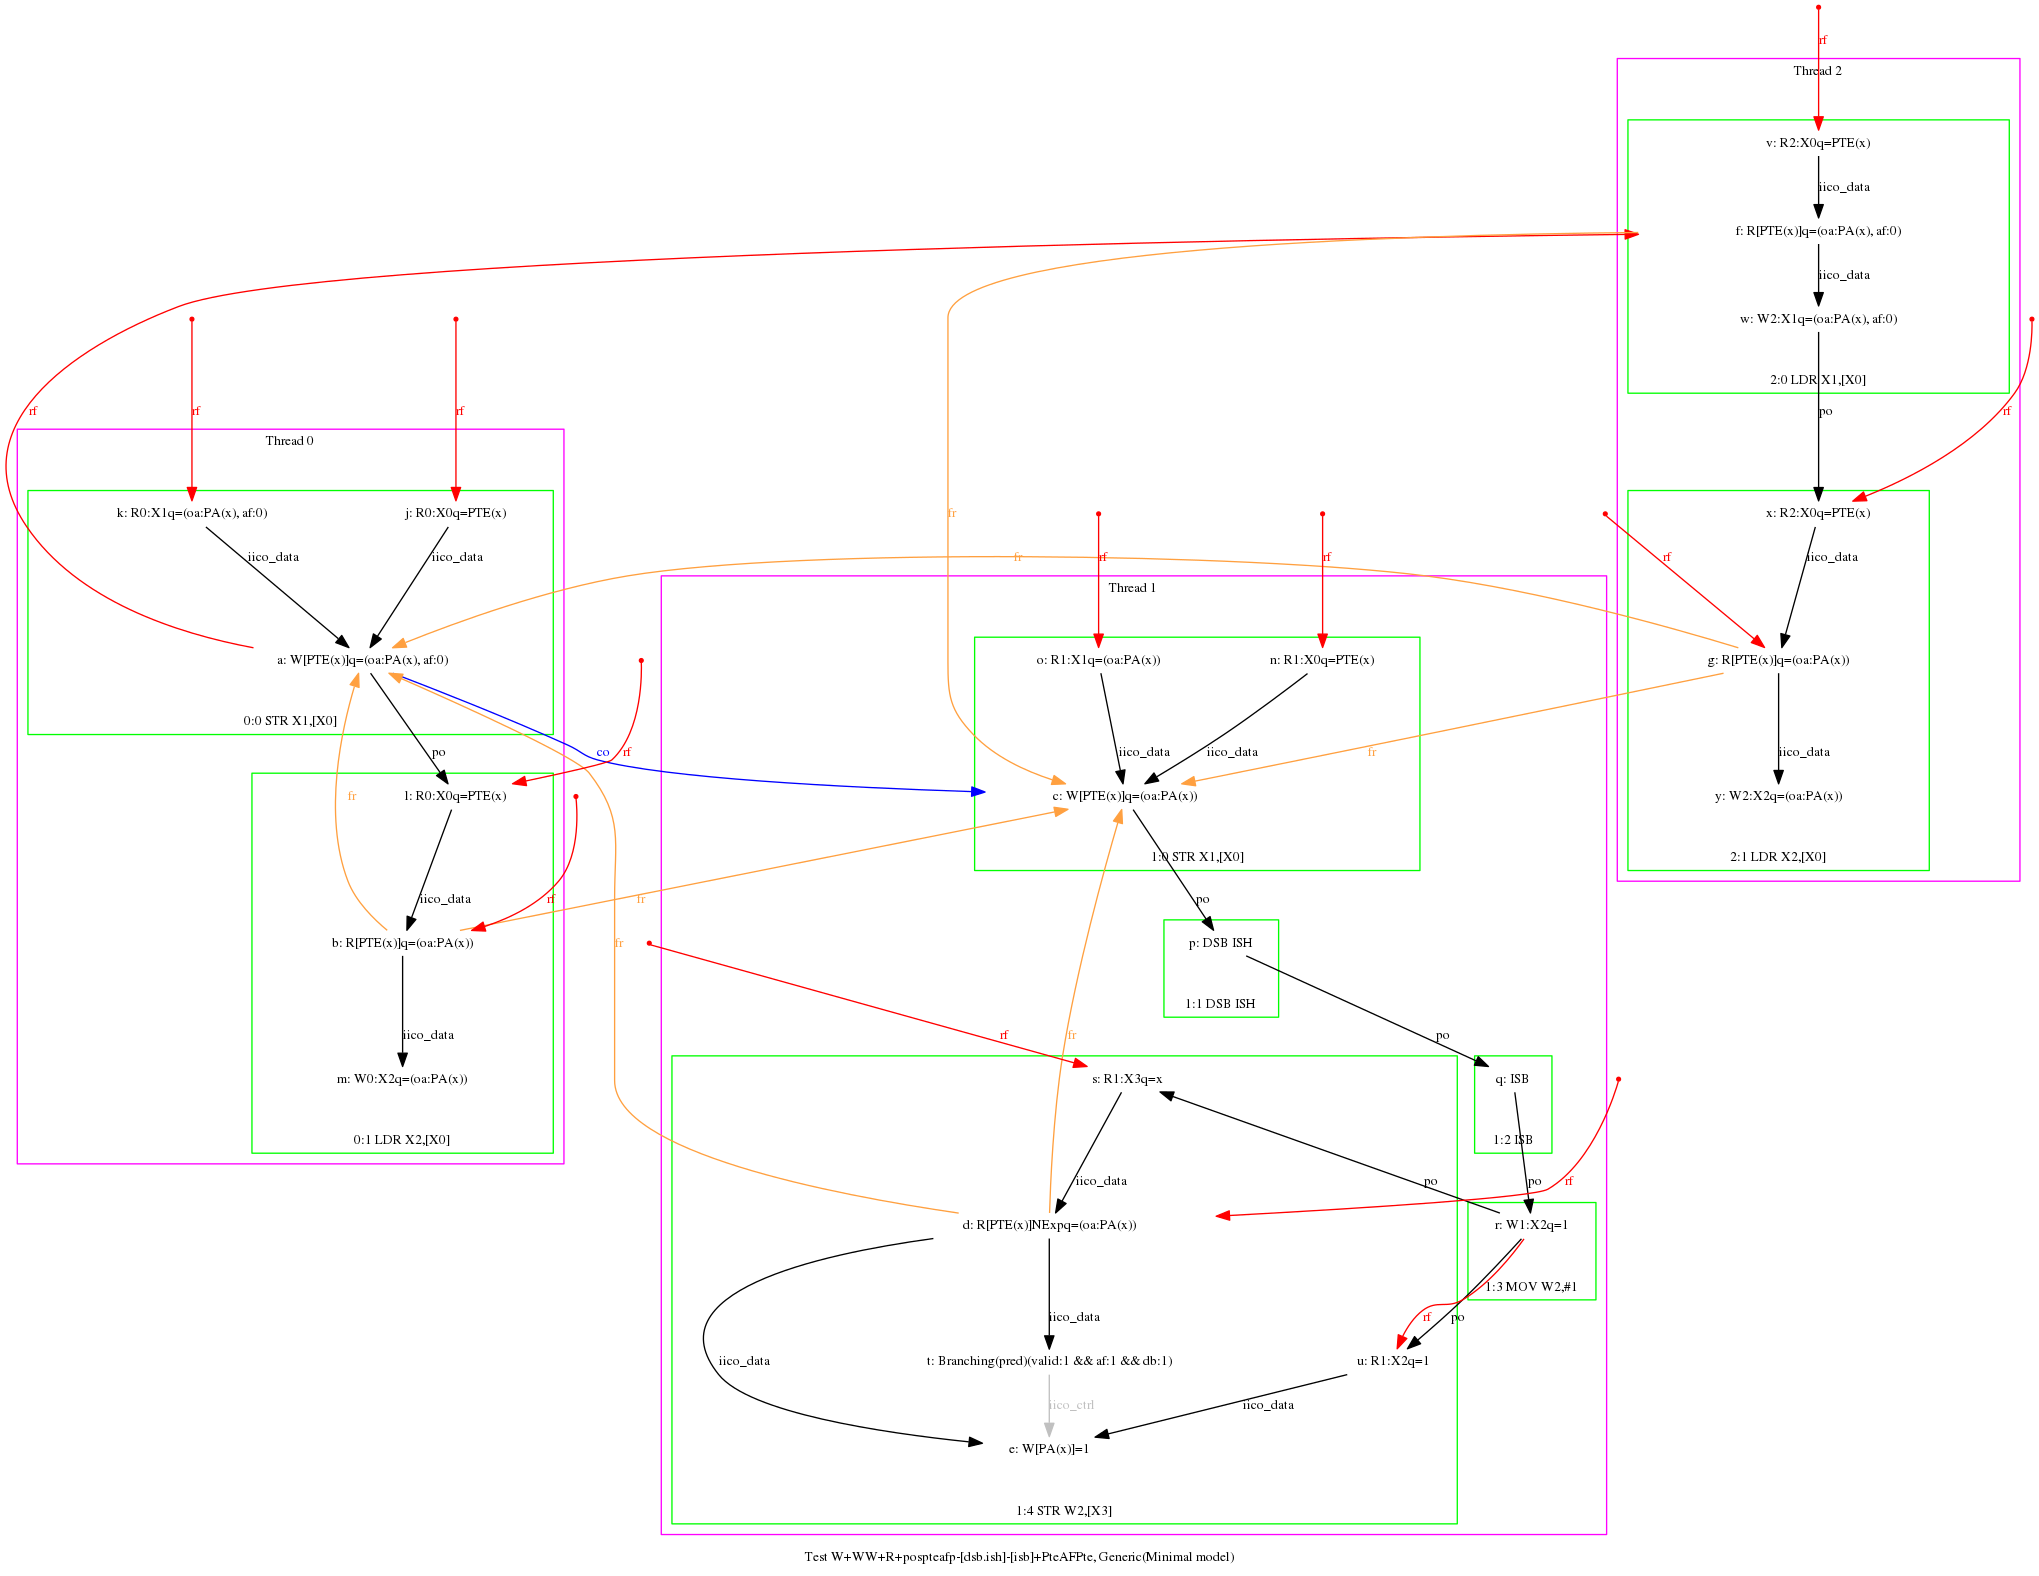 rf
Thread 2
v: R2:X0q=PTE(x)
iico_data
f: R[PTE(x)]q=(oa:PA(x), af:0)
iico_data
w: W2:X1q=(oa:PA(x), af:0)
2:0 LDR X1,[X0]
rf
rf
rf
po
rf
Thread 0
k: R0:X1q=(oa:PA(x), af:0)
j: R0:X0q=PTE(x)
fr
x: R2:X0q=PTE(x)
iico_data
iico_data
fr
rf
rf
rf
iico_data
Thread 1
a: W[PTE(x)]q=(oa:PA(x), af:0)
o: R1:X1q=(oa:PA(x))
n: R1:X0q=PTE(x)
g: R[PTE(x)]q=(oa:PA(x))
0:0 STR X1,[X0]
po
co
rf
iico_data
iico_data
fr
iico_data
fr
l: R0:X0q=PTE(x)
c: W[PTE(x)]q=(oa:PA(x))
y: W2:X2q=(oa:PA(x))
1:0 STR X1,[X0]
2:1 LDR X2,[X0]
iico_data
rf
fr
po
b: R[PTE(x)]q=(oa:PA(x))
fr
p: DSB ISH
1:1 DSB ISH
iico_data
rf
fr
po
m: W0:X2q=(oa:PA(x))
s: R1:X3q=x
q: ISB
0:1 LDR X2,[X0]
1:2 ISB
iico_data
po
po
rf
d: R[PTE(x)]NExpq=(oa:PA(x))
r: W1:X2q=1
1:3 MOV W2,#1
iico_data
rf
po
iico_data
t: Branching(pred)(valid:1 && af:1 && db:1)
u: R1:X2q=1
iico_ctrl
iico_data
e: W[PA(x)]=1
1:4 STR W2,[X3]
Test W+WW+R+pospteafp-[dsb.ish]-[isb]+PteAFPte, Generic(Minimal model)